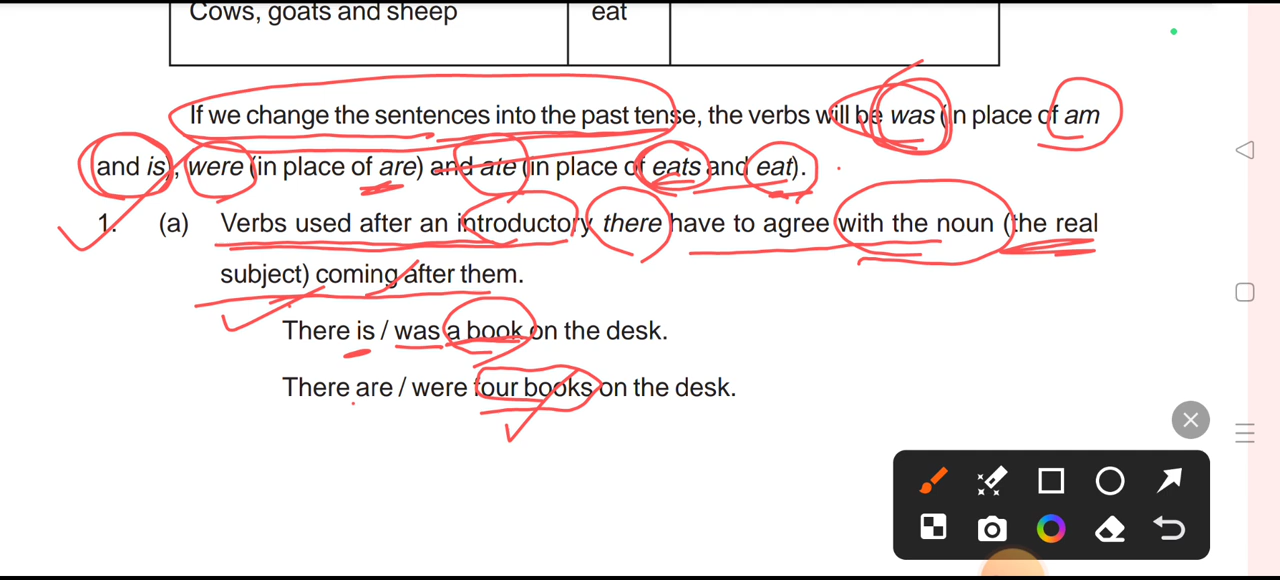 Cows, goats and sheep eat
If we change the sentences into the past tense, the verbs will be was (in place of am
and is), were (in place of are) and ate (in place of eats and eat).
1. (a) Verbs used after an introductory there have to agree with the noun (the real
subject) coming after them.
There is / was a book on the desk.
There are / were four books on the desk.